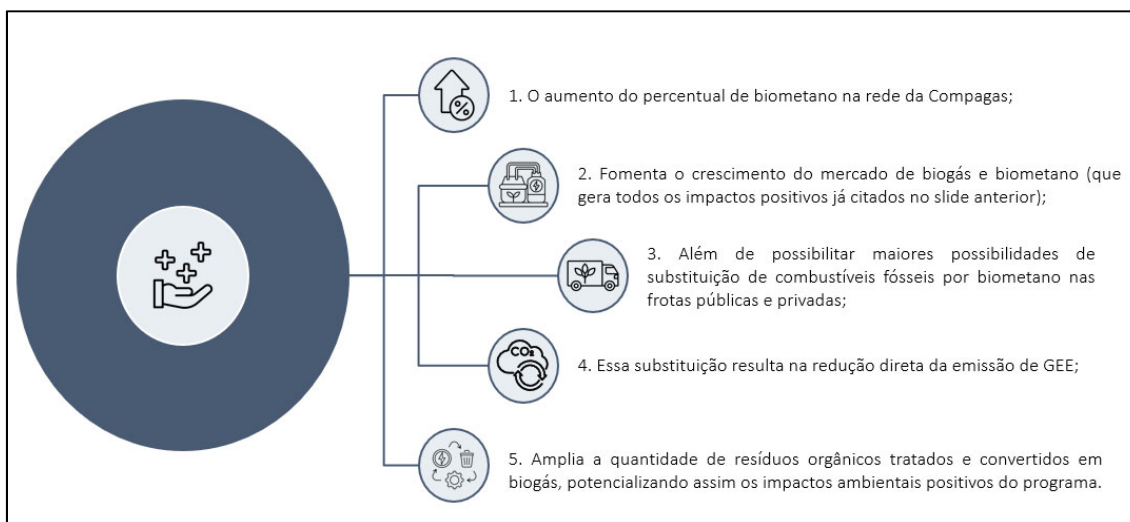 %
1. O aumento do percentual de biometano na rede da Compagas;
2. Fomenta o crescimento do mercado de biogás e biometano (que
gera todos os impactos positivos já citados no slide anterior);
3. Além de possibilitar maiores possibilidades de
substituição de combustíveis fósseis por biometano nas
frotas públicas e privadas;
CO₂
4. Essa substituição resulta na redução direta da emissão de GEE;
5. Amplia a quantidade de resíduos orgânicos tratados e convertidos em
biogás, potencializando assim os impactos ambientais positivos do programa.